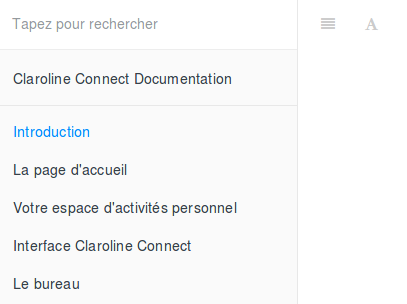 Tapez pour rechercher
A
Claroline Connect Documentation
Introduction
La page d'accueil
Votre espace d'activités personnel
Interface Claroline Connect
Le bureau